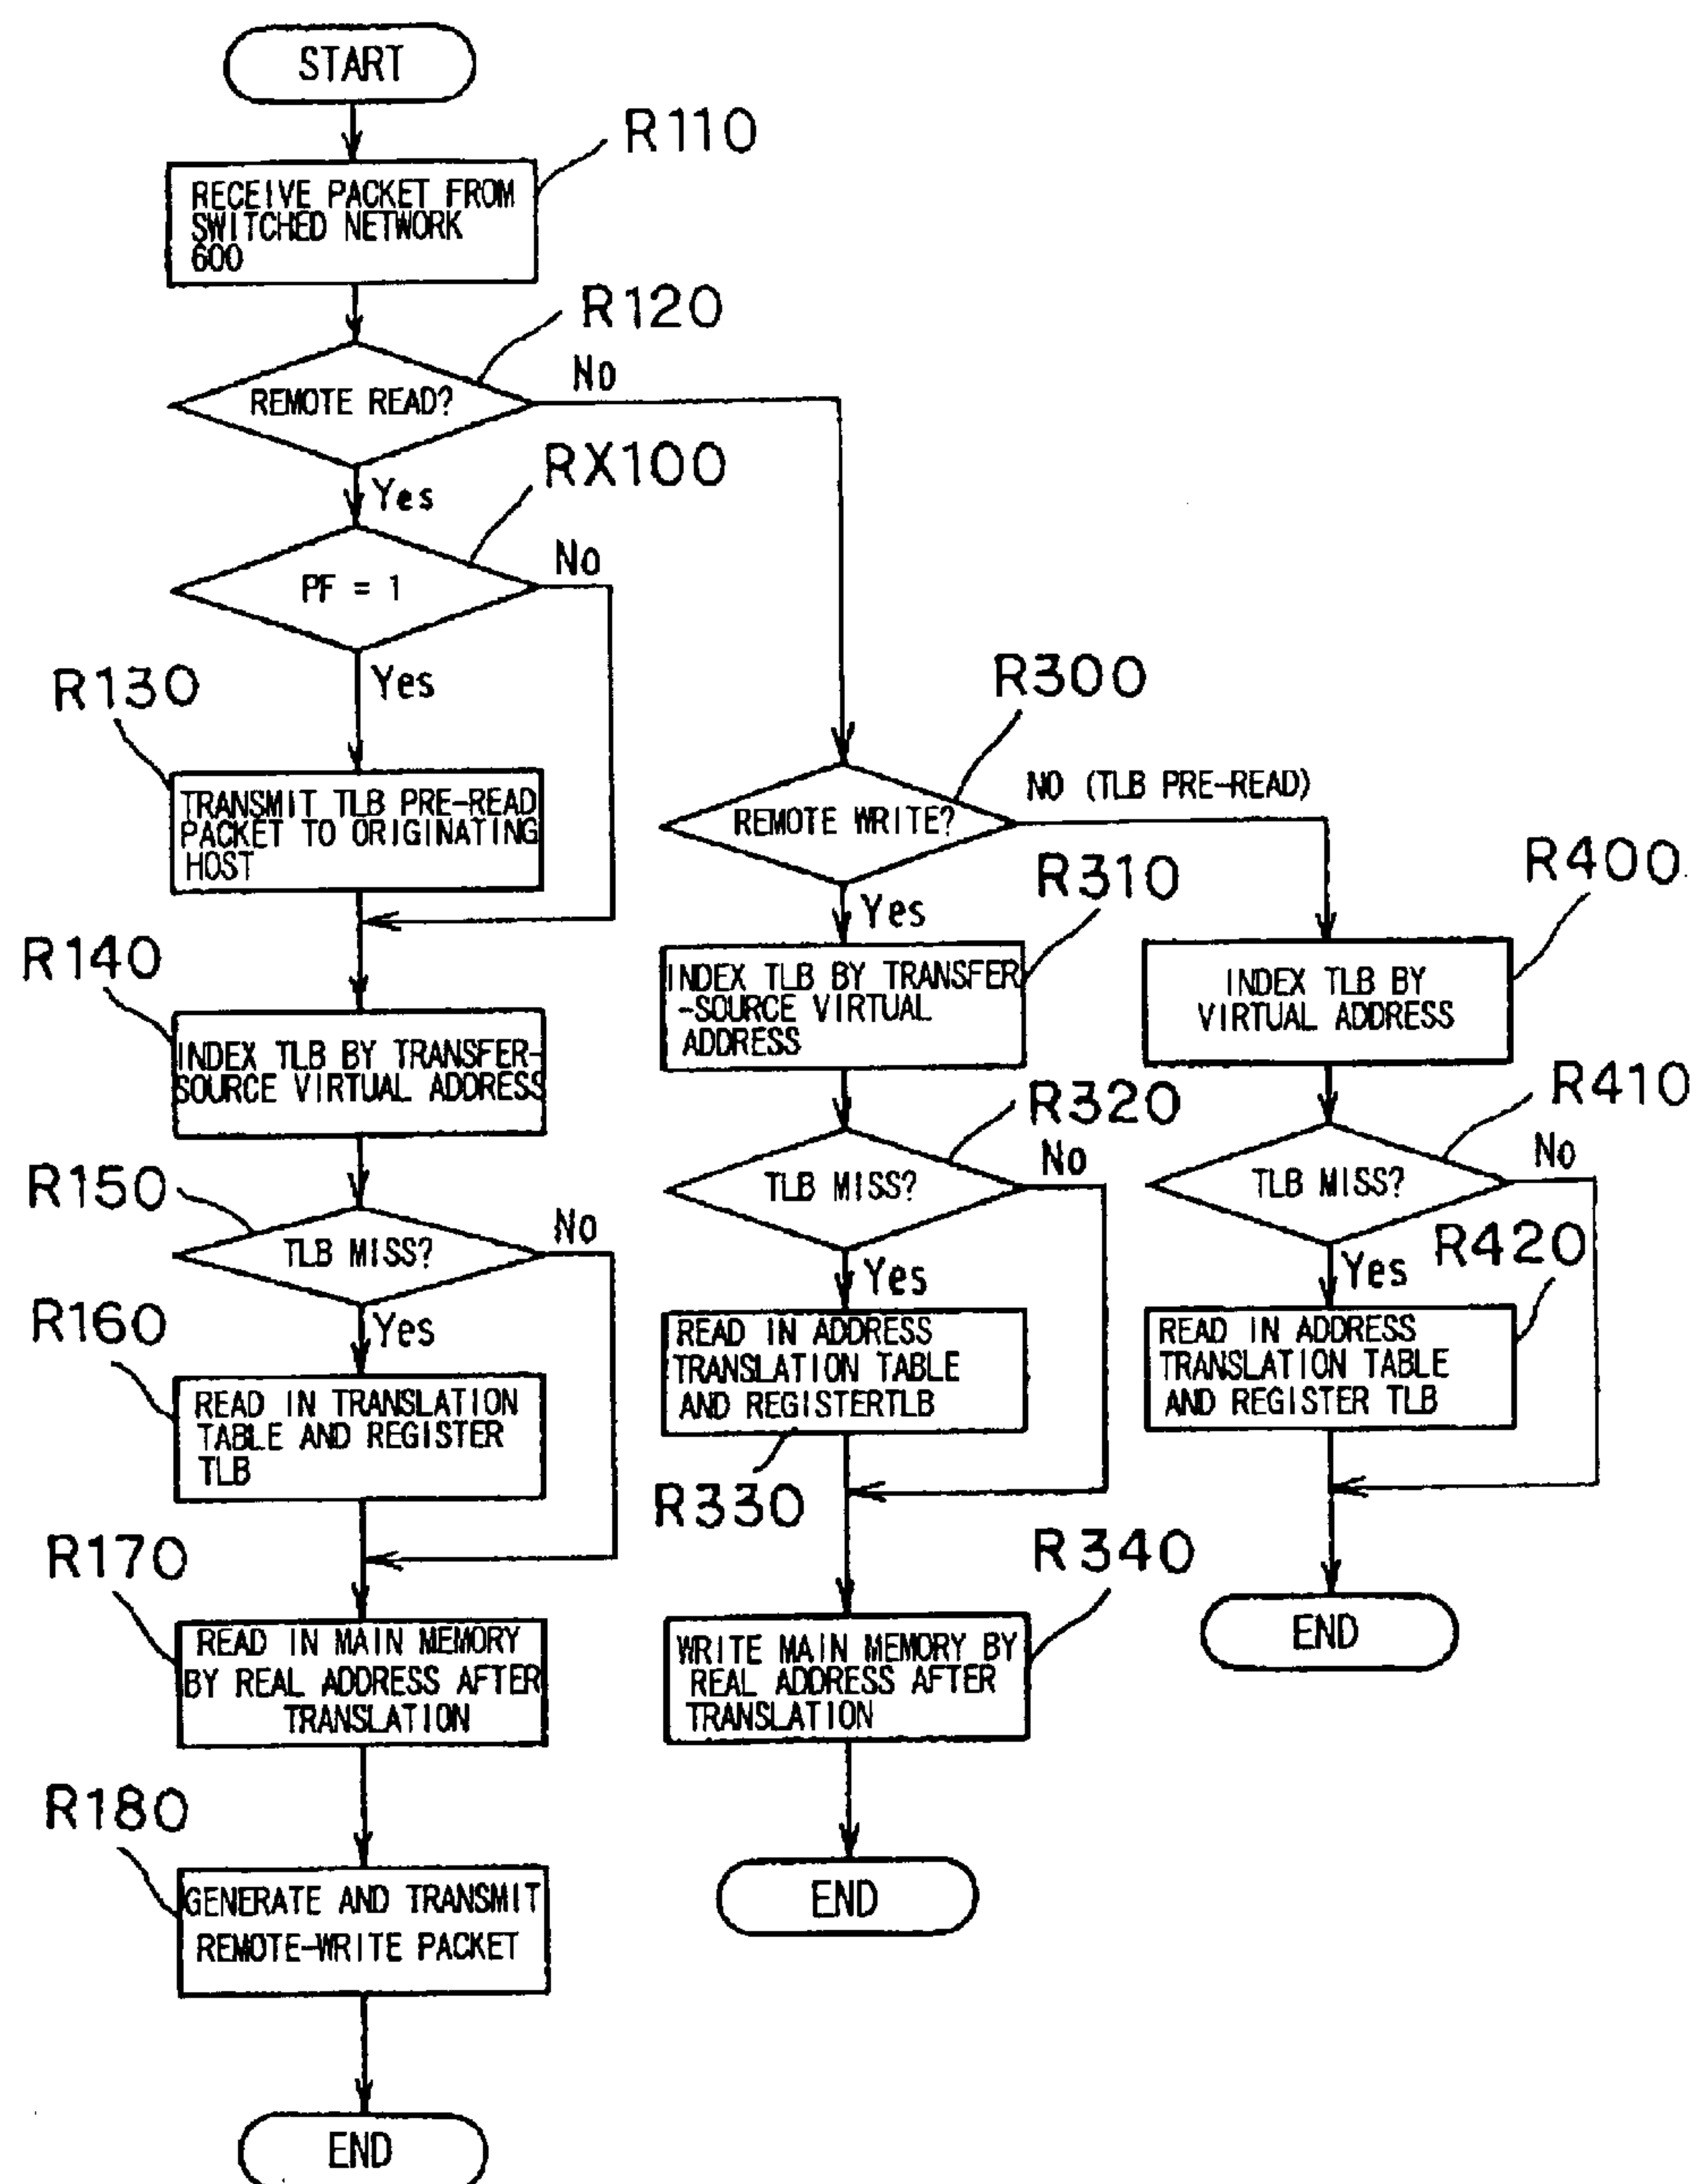 START
R110
RECEIVE PACKET FROM
SWITCHED NETWORK
600
R120
REMOTE READ?
No
Yes
RX100
PF = 1
No
Yes
R130
TRANSMIT TLB PRE-READ
PACKET TO ORIGINATING
HOST
R140
INDEX TLB BY TRANSFER-
SOURCE VIRTUAL ADDRESS
R150
TLB MISS?
No
Yes
R160
READ IN TRANSLATION
TABLE AND REGISTER
TLB
R170
READ IN MAIN MEMORY
BY REAL ADDRESS AFTER
TRANSLATION
R180
GENERATE AND TRANSMIT
REMOTE-WRITE PACKET
END
R300
REMOTE WRITE?
NO (TLB PRE-READ)
Yes
R310
INDEX TLB BY TRANSFER
-SOURCE VIRTUAL
ADDRESS
R320
TLB MISS?
No
Yes
READ IN ADDRESS
TRANSLATION TABLE
AND REGISTERTLB
R330
R340
WRITE MAIN MEMORY BY
REAL ADDRESS AFTER
TRANSLATION
END
R400
INDEX TLB BY
VIRTUAL ADDRESS
R410
TLB MISS?
No
Yes
R420
READ IN ADDRESS
TRANSLATION TABLE
AND REGISTER TLB
END